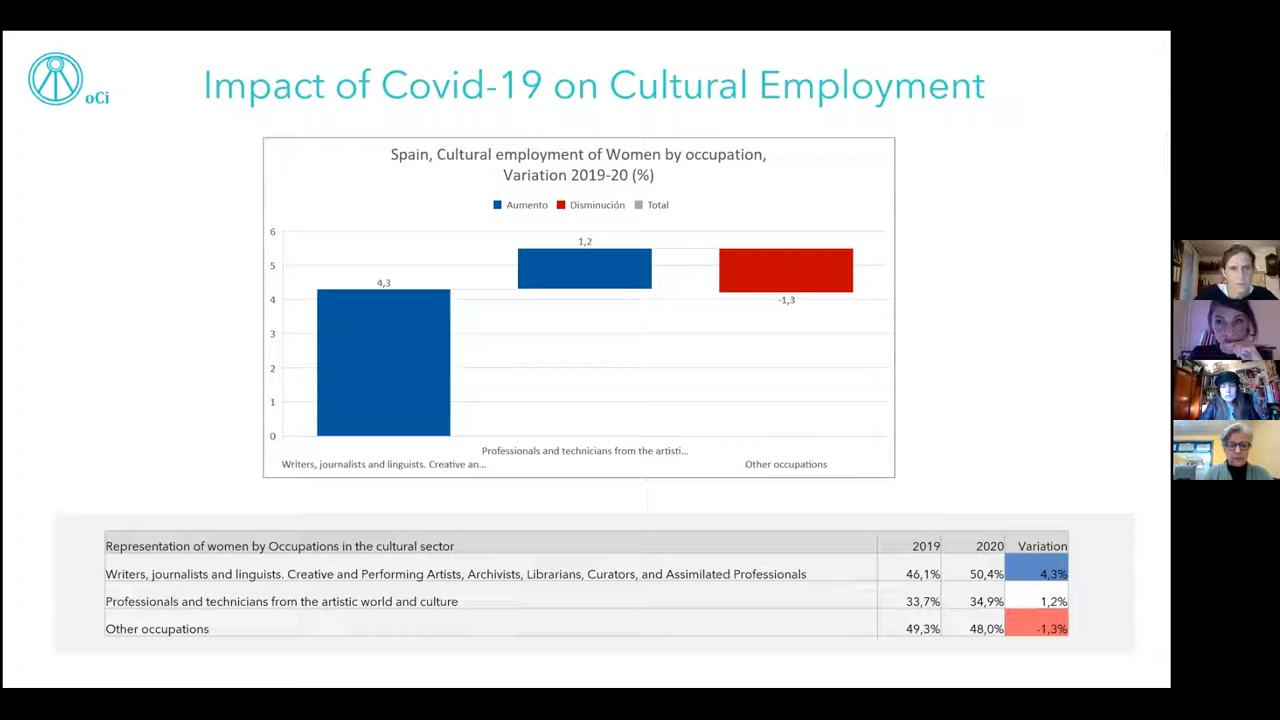 oCi
Impact of Covid-19 on Cultural Employment
Spain, Cultural employment of Women by occupation,
Variation 2019-20 (%)
Aumento Disminución Total
6
5
4
3
2
1
0
4,3
1,2
-1,3
Writers, journalists and linguists. Creative an...
Professionals and technicians from the artisti...
Other occupations
Representation of women by Occupations in the cultural sector 2019 2020 Variation
Writers, journalists and linguists. Creative and Performing Artists, Archivists, Librarians, Curators, and Assimilated Professionals 46,1% 50,4% 4,3%
Professionals and technicians from the artistic world and culture 33,7% 34,9% 1,2%
Other occupations 49,3% 48,0% -1,3%